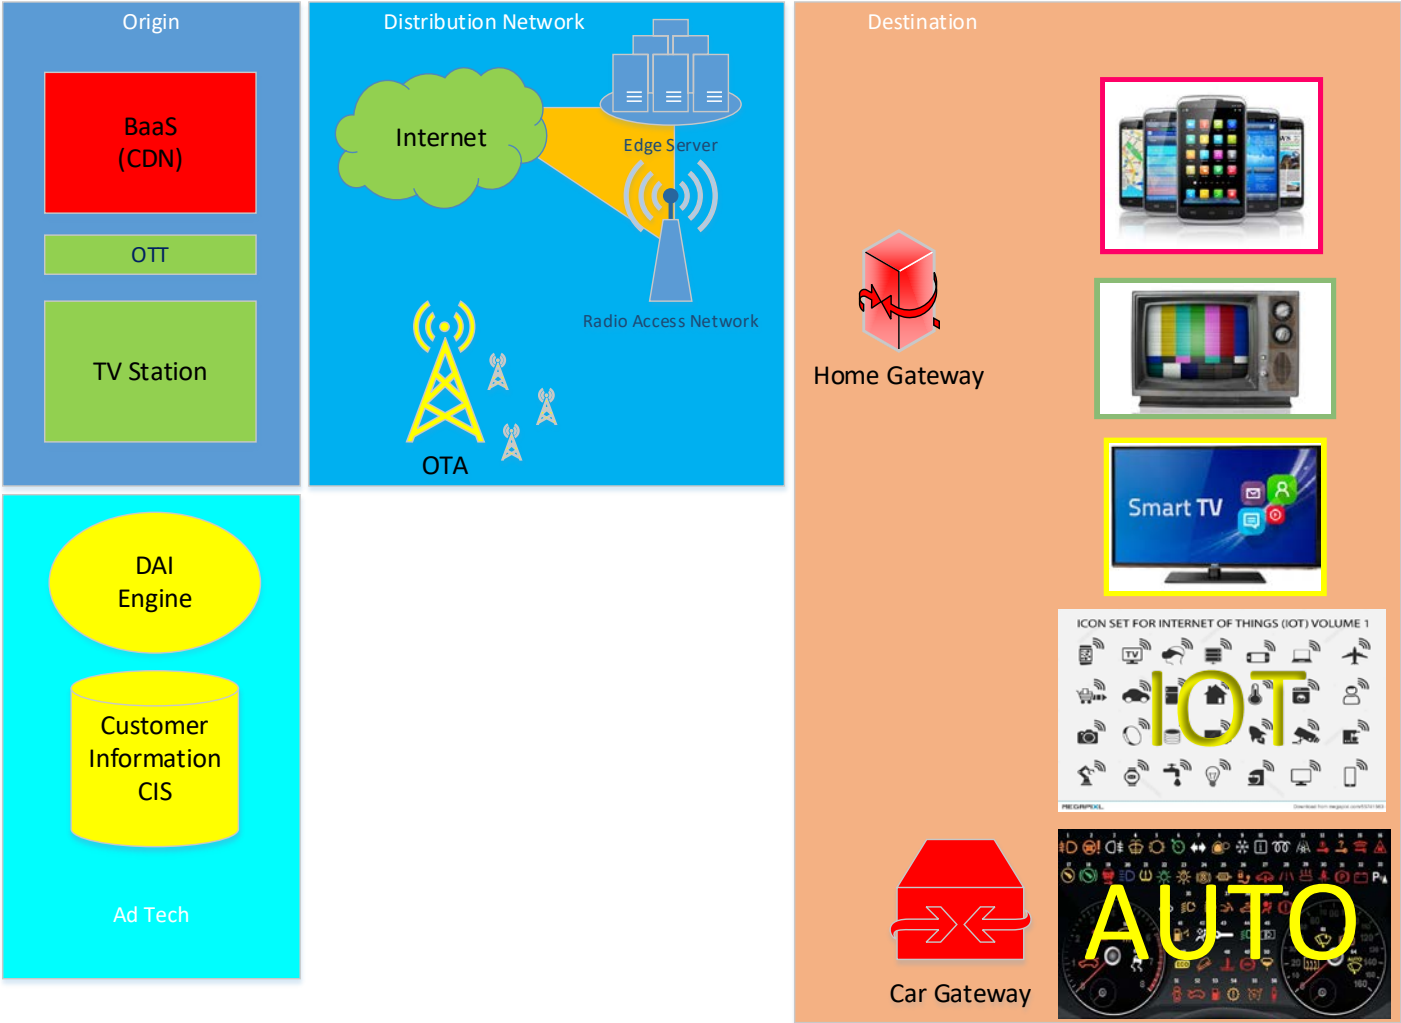 Origin
BaaS
(CDN)
OTT
TV Station
Distribution Network
Internet
Edge Server
Radio Access Network
OTA
Destination
Home Gateway
Smart TV
ICON SET FOR INTERNET OF THINGS (IOT) VOLUME 1
TV
IOT
MEGAPIXL
DAI
Engine
Customer
Information
CIS
Ad Tech
AUTO
Car Gateway